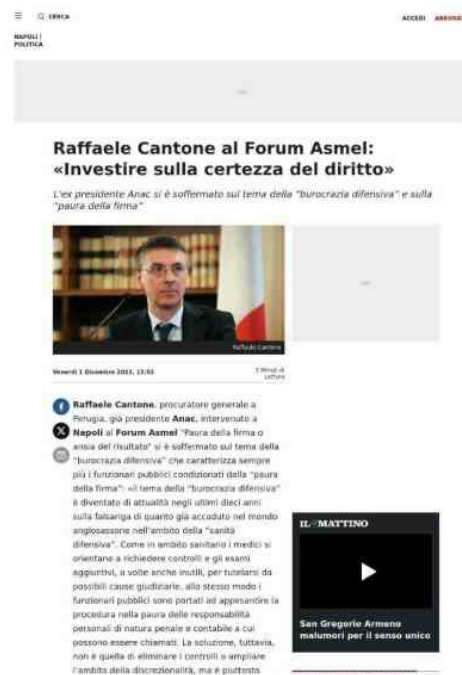 CERCA
ACCEDI
NAPOLI |
POLITICA
Raffaele Cantone al Forum Asmel:
«Investire sulla certezza del diritto»
L'ex presidente Anac si è soffermato sul tema della "burocrazia difensiva" e sulla
"paura della firma"
Raffaele Cantone
Venerdì 1 Dicembre 2023,
Minuti di
Lettura
Raffaele Cantone, procuratore generale a
Perugia, già presidente Anac, intervenuto a
Napoli al Forum Asmel "Paura della firma o
ansia del risultato" si è soffermato sul tema della
"burocrazia difensiva" che caratterizza sempre
più i funzionari pubblici condizionati dalla "paura
della firma": «il tema della "burocrazia difensiva"
è diventato di attualità negli ultimi dieci anni
sulla falsariga di quanto già accaduto nel mondo
anglosassone nell'ambito della "sanità
difensiva". Come in ambito sanitario i medici si
orientano a richiedere controlli e gli esami
aggiuntivi, a volte anche inutili, per tutelarsi da
possibili cause giudiziarie, allo stesso modo i
funzionari pubblici sono portati ad appesantire la
procedura nella paura delle responsabilità
personali di natura penale e contabile a cui
possono essere chiamati. La soluzione, tuttavia,
non è quella di eliminare i controlli o ampliare
l'ambito della discrezionalità, ma è piuttosto
IL MATTINO
San Gregorio Armeno
malumori per il senso unico